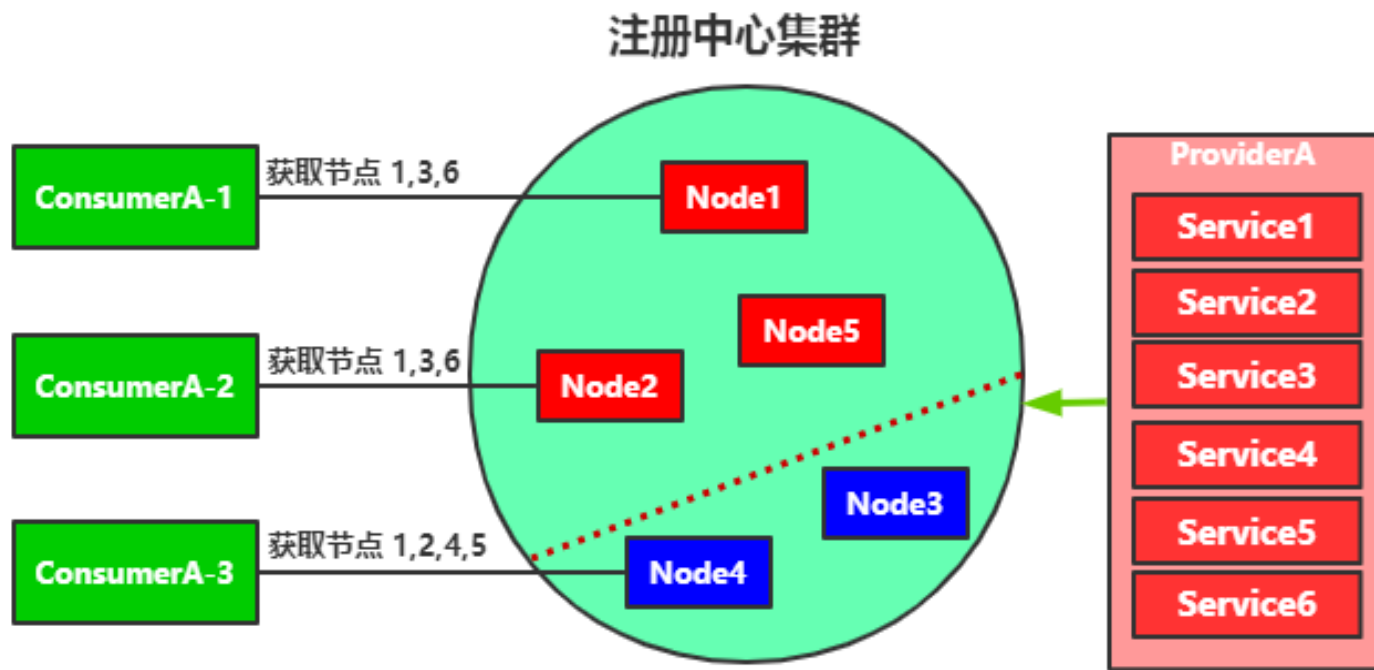 注册中心集群
ConsumerA-1
获取节点 1,3,6
Node1
Node5
ConsumerA-2
获取节点 1,3,6
Node2
Node3
ConsumerA-3
获取节点 1,2,4,5
Node4
ProviderA
Service1
Service2
Service3
Service4
Service5
Service6